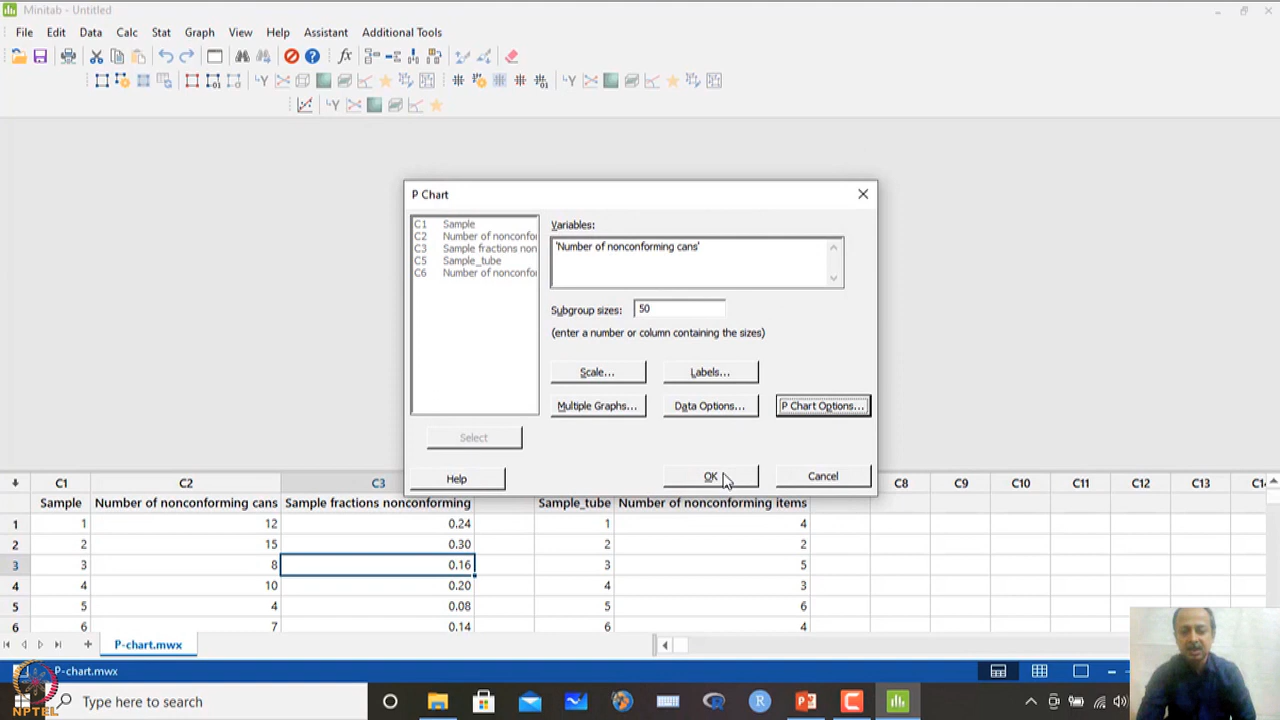 Minitab - Untitled
File Edit Data Calc Stat Graph View Help Assistant Additional Tools
P Chart
C1 Sample
C2 Number of nonconfo
C3 Sample fractions non
C5 Sample_tube
C6 Number of nonconfo
Variables:
'Number of nonconforming cans'
Subgroup sizes: 50
(enter a number or column containing the sizes)
Scale... Labels...
Multiple Graphs... Data Options... P Chart Options...
Select
Help OK Cancel
C1 C2 C3 C8 C9 C10 C11 C12 C13 C14
Sample Number of nonconforming cans Sample fractions nonconforming Sample_tube Number of nonconforming items
1 1 12 0.24 1 4
2 2 15 0.30 2 2
3 3 8 0.16 3 5
4 4 10 0.20 4 3
5 5 4 0.08 5 6
6 6 7 0.14 6 4
P-chart.mwx
P-chart.mwx
Type here to search
NPTEL